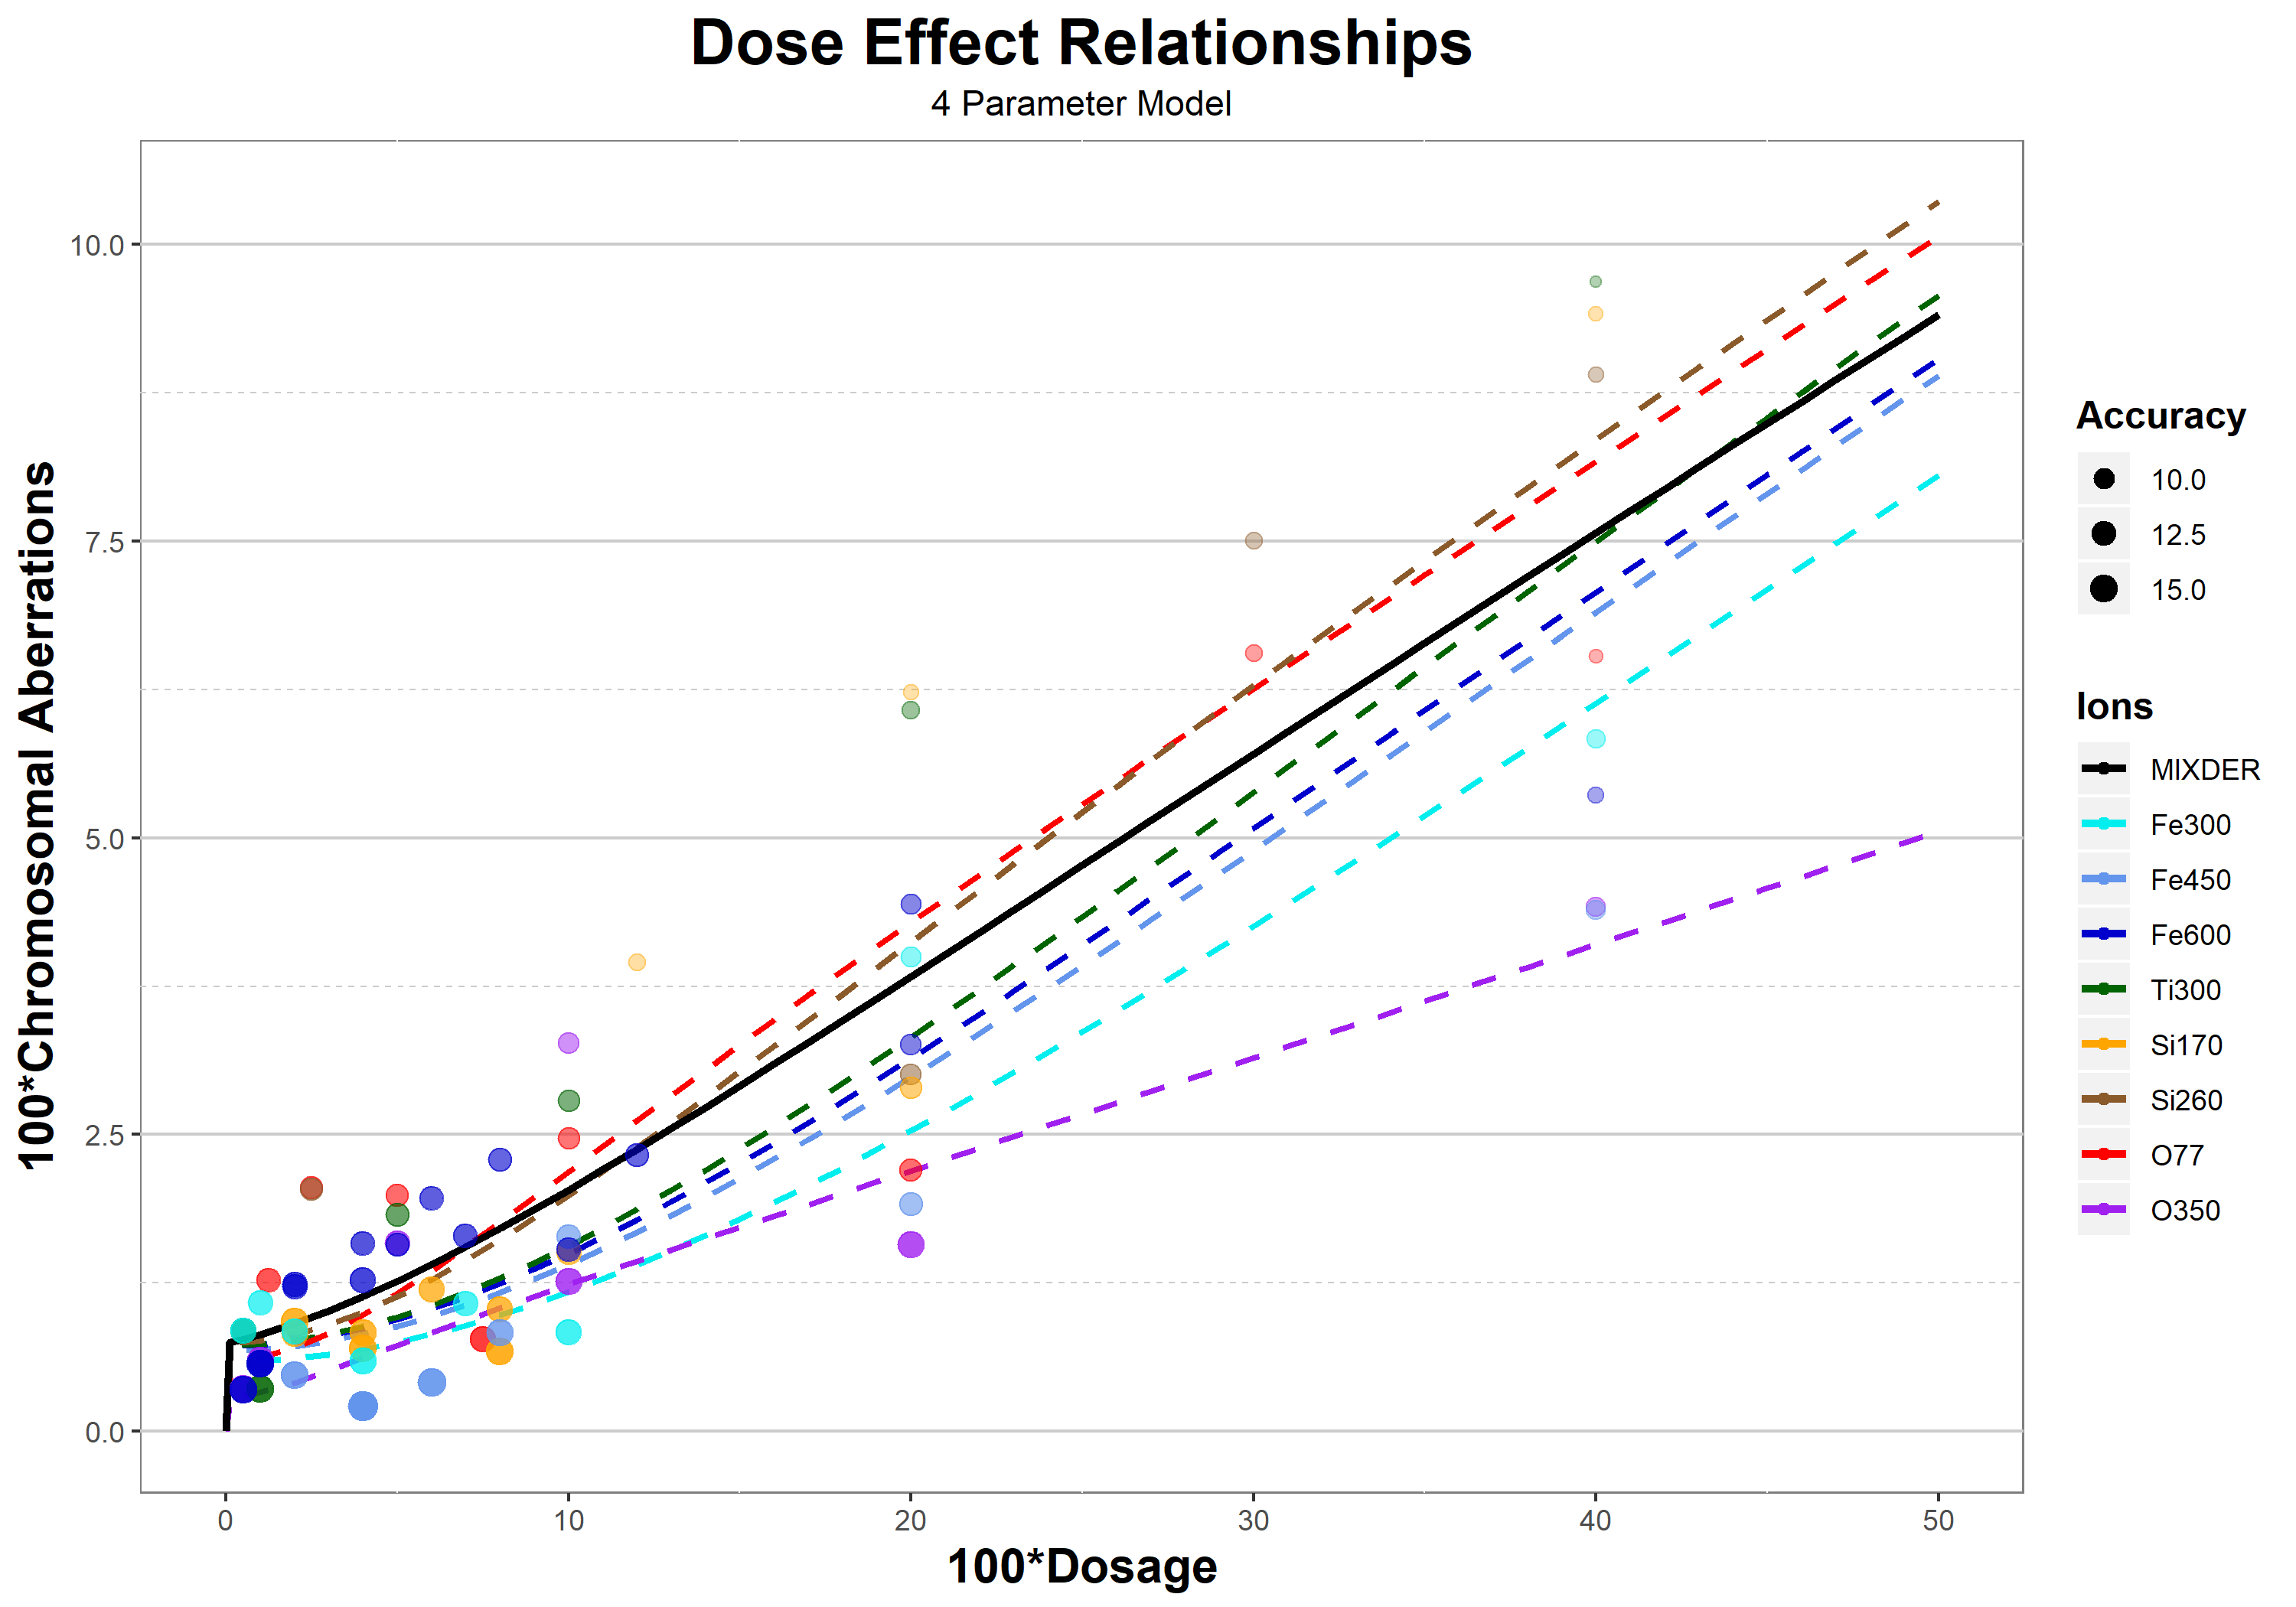 Dose Effect Relationships
4 Parameter Model
100*Chromosomal Aberrations
10.0
7.5
5.0
2.5
0.0
0
10
20
30
40
50
100*Dosage
Accuracy
10.0
12.5
15.0
Ions
MIXDER
Fe300
Fe450
Fe600
Ti300
Si170
Si260
O77
O350